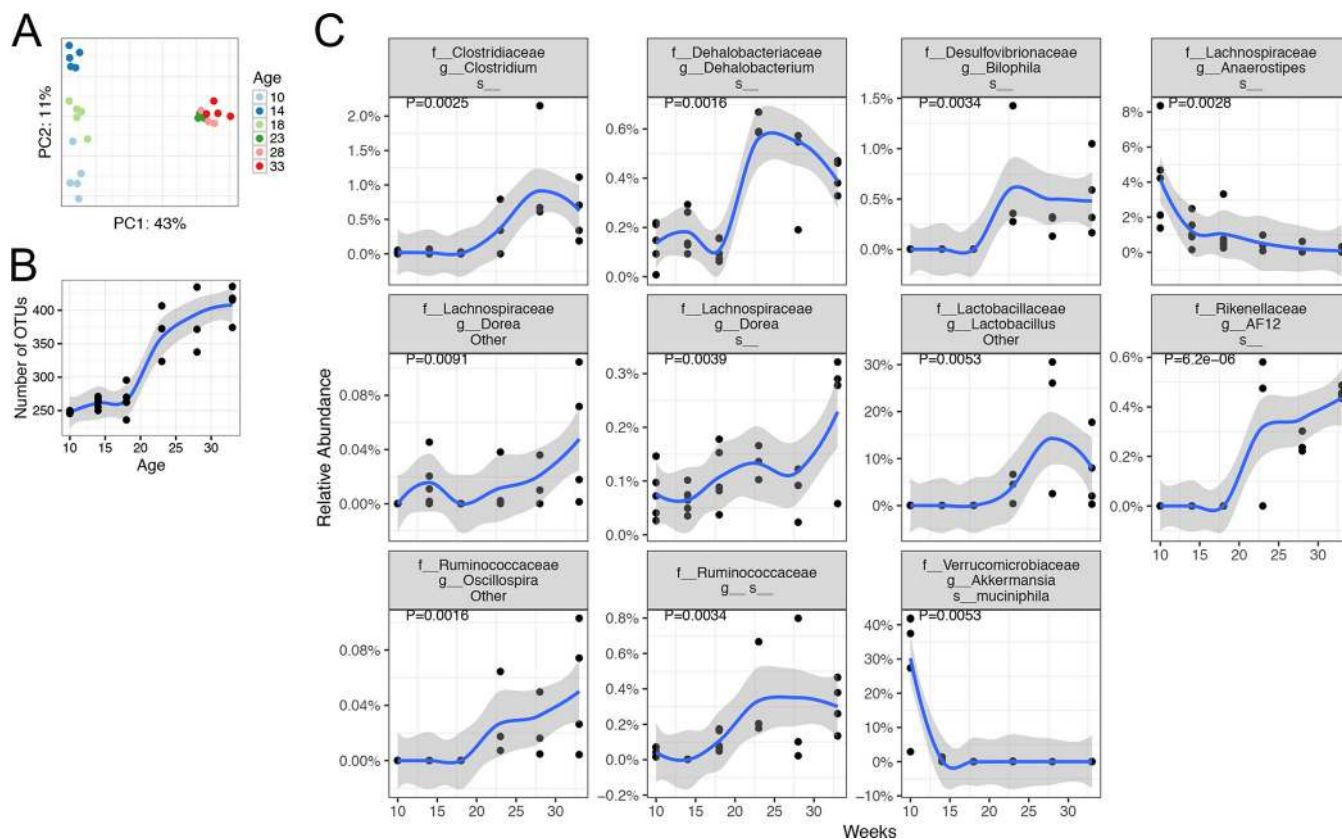 A
PC2: 11%
PC1: 43%
Age
10
14
18
23
28
33
B
Number of OTUs
400
350
300
250
10 15 20 25 30
Age
C
Relative Abundance
f__Clostridiaceae
g__Clostridium
s__
P=0.0025
2.0%
1.5%
1.0%
0.5%
0.0%
f__Dehalobacteriaceae
g__Dehalobacterium
s__
P=0.0016
0.6%
0.4%
0.2%
0.0%
f__Desulfovibrionaceae
g__Bilophila
s__
P=0.0034
1.5%
1.0%
0.5%
0.0%
f__Lachnospiraceae
g__Anaerostipes
s__
P=0.0028
8%
6%
4%
2%
0%
f__Lachnospiraceae
g__Dorea
Other
P=0.0091
0.08%
0.04%
0.00%
f__Lachnospiraceae
g__Dorea
s__
P=0.0039
0.3%
0.2%
0.1%
0.0%
f__Lactobacillaceae
g__Lactobacillus
Other
P=0.0053
30%
20%
10%
0%
f__Rikenellaceae
g__AF12
s__
P=6.2e-06
0.6%
0.4%
0.2%
0.0%
10 15 20 25 30
f__Ruminococcaceae
g__Oscillospira
Other
P=0.0016
0.08%
0.04%
0.00%
10 15 20 25 30
f__Ruminococcaceae
g__ s__
P=0.0034
0.8%
0.6%
0.4%
0.2%
0.0%
−0.2%
10 15 20 25 30
f__Verrucomicrobiaceae
g__Akkermansia
s__muciniphila
P=0.0053
40%
30%
20%
10%
0%
−10%
10 15 20 25 30
Weeks